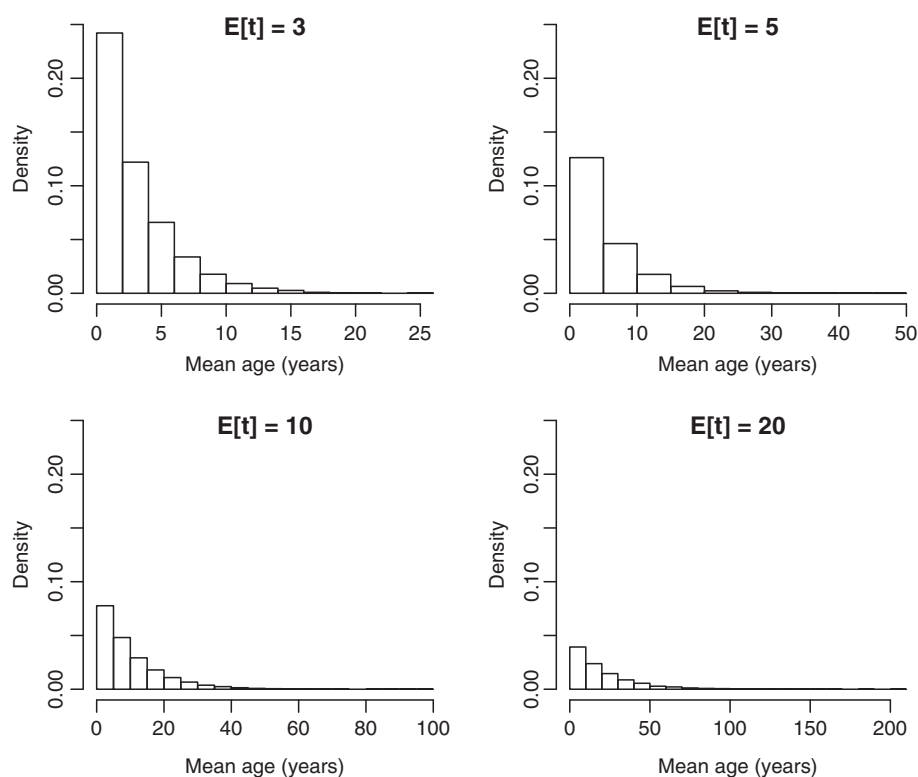 E[t] = 3
Density
0.00 0.10 0.20
0 5 10 15 20 25
Mean age (years)
E[t] = 5
Density
0.00 0.10 0.20
0 10 20 30 40 50
Mean age (years)
E[t] = 10
Density
0.00 0.10 0.20
0 20 40 60 80 100
Mean age (years)
E[t] = 20
Density
0.00 0.10 0.20
0 50 100 150 200
Mean age (years)